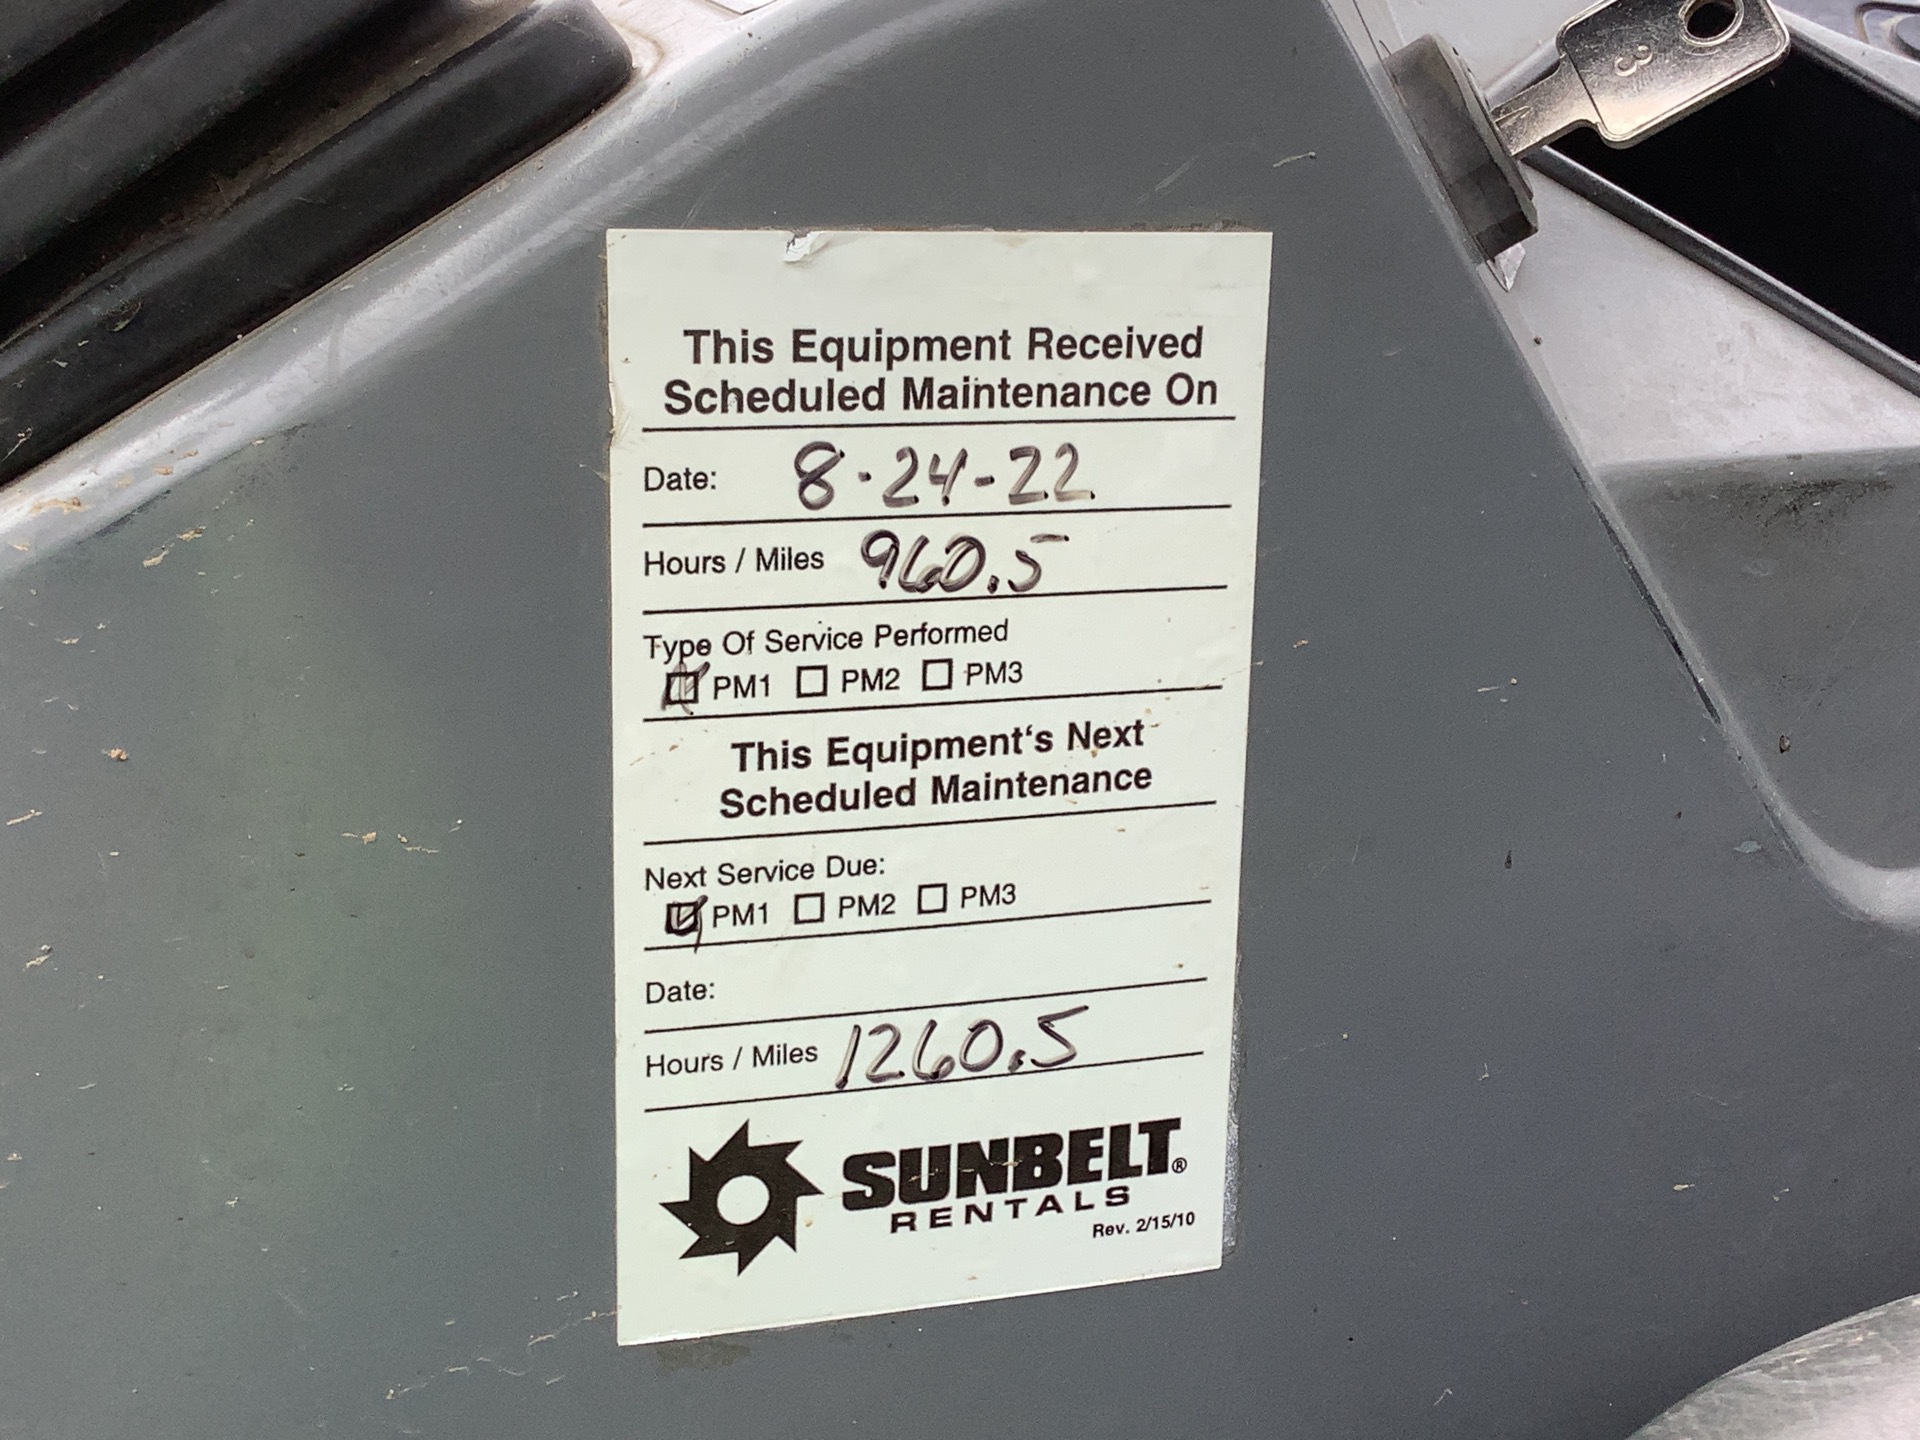 3
This Equipment Received
Scheduled Maintenance On
Date: 8-24-22
Hours / Miles 960.5
Type Of Service Performed
☑ PM1 ☐ PM2 ☐ PM3
This Equipment‘s Next
Scheduled Maintenance
Next Service Due:
☑ PM1 ☐ PM2 ☐ PM3
Date:
Hours / Miles 1260.5
SUNBELT®
RENTALS
Rev. 2/15/10